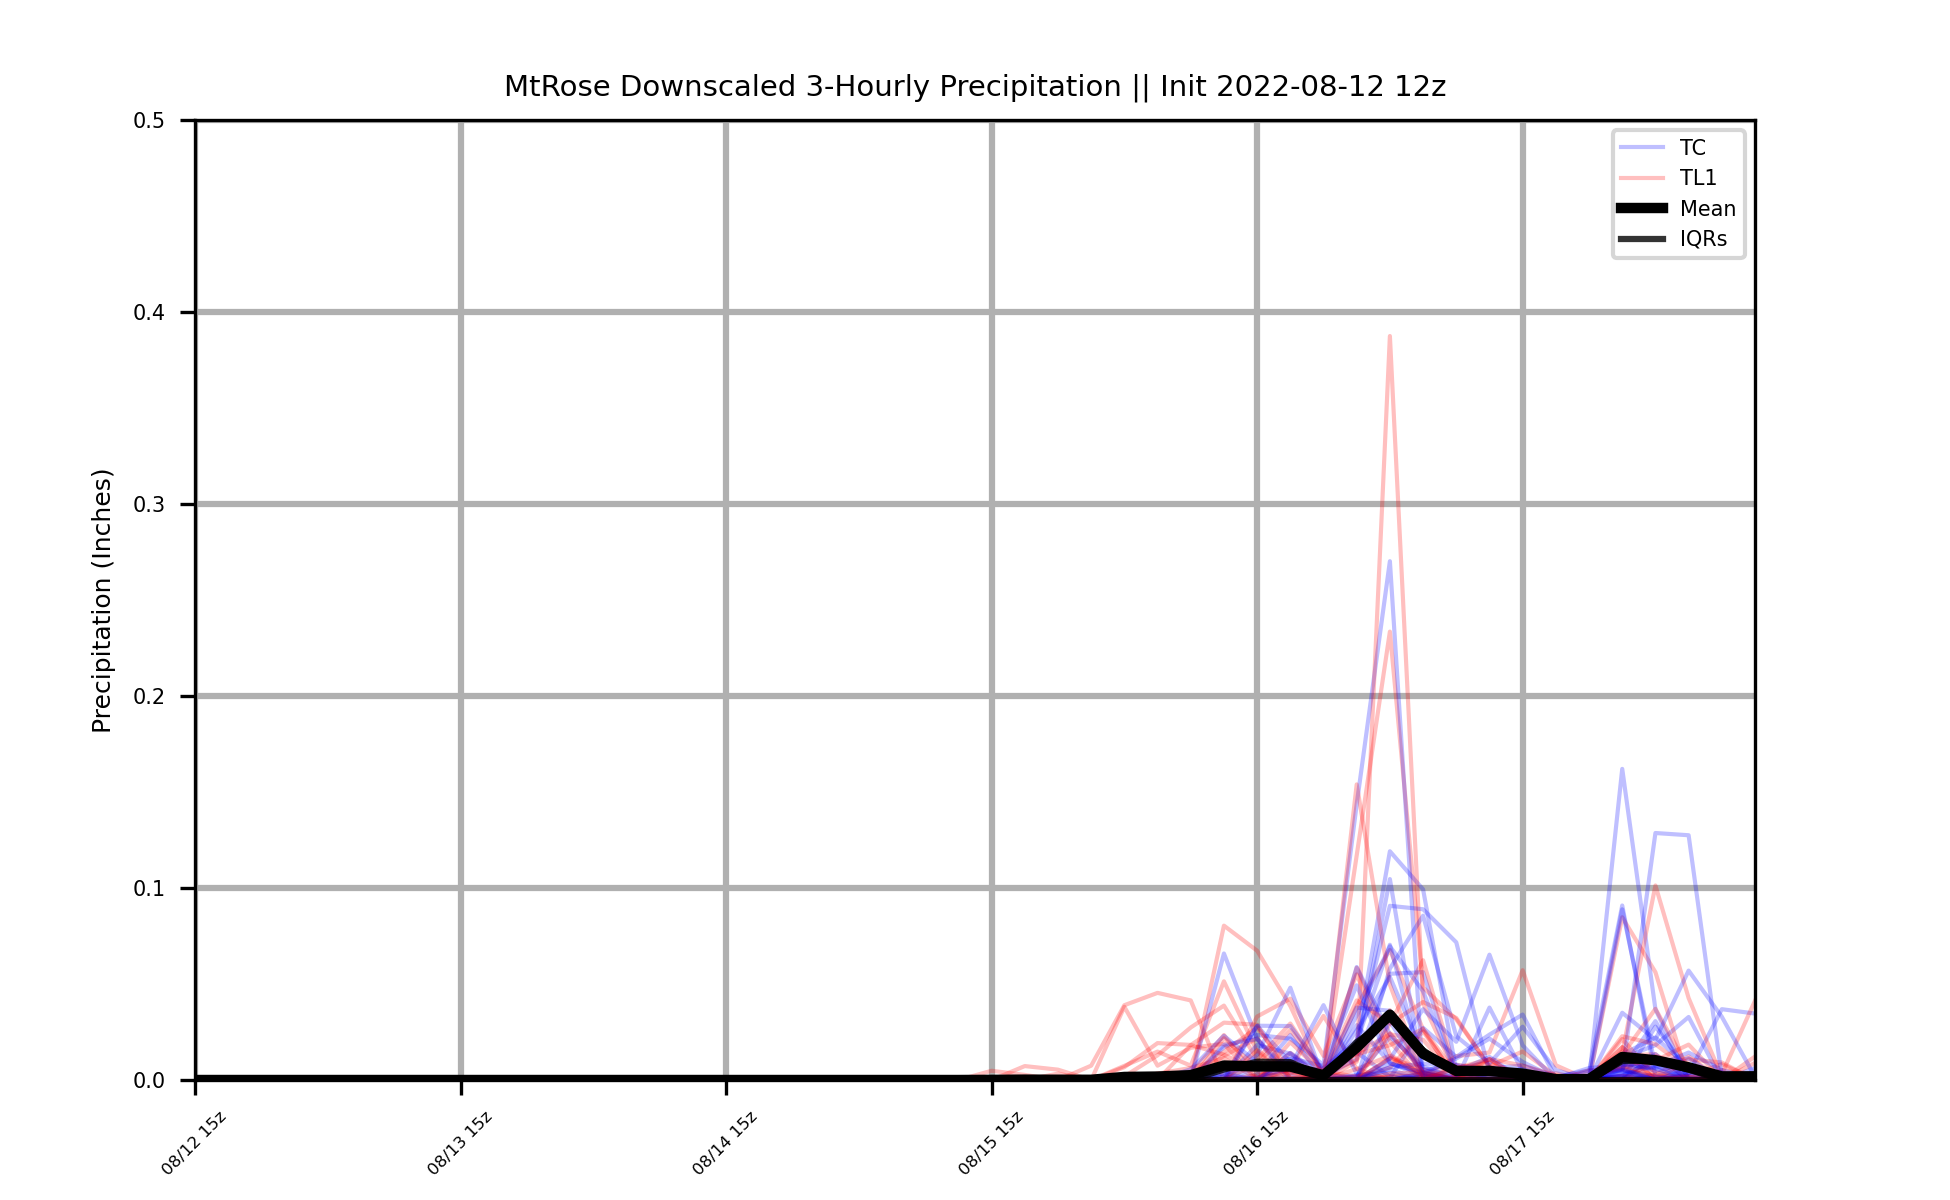 MtRose Downscaled 3-Hourly Precipitation || Init 2022-08-12 12z
TC
TL1
Mean
IQRs
Precipitation (Inches)
0.5
0.4
0.3
0.2
0.1
0.0
08/12 15z
08/13 15z
08/14 15z
08/15 15z
08/16 15z
08/17 15z